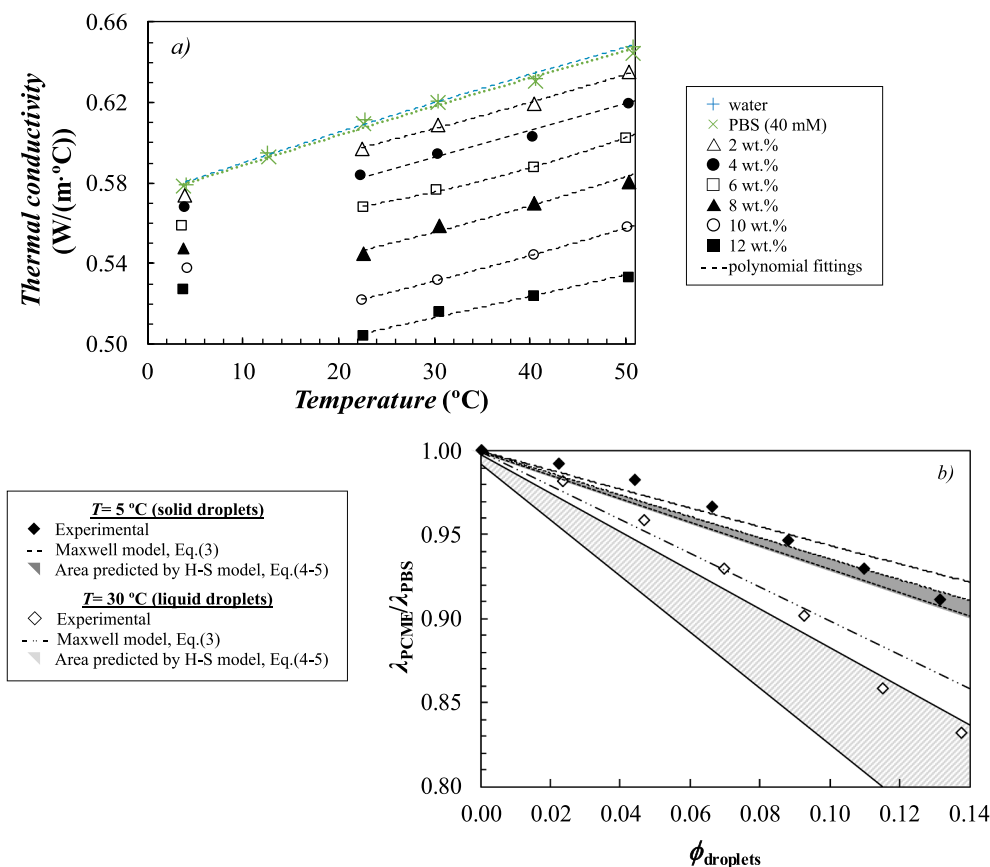 a)
Thermal conductivity
(W/(m·ºC))
0.66
0.62
0.58
0.54
0.50
0
10
20
30
40
50
Temperature (ºC)
water
PBS (40 mM)
2 wt.%
4 wt.%
6 wt.%
8 wt.%
10 wt.%
12 wt.%
polynomial fittings
T= 5 ºC (solid droplets)
Experimental
Maxwell model, Eq.(3)
Area predicted by H-S model, Eq.(4-5)
T= 30 ºC (liquid droplets)
Experimental
Maxwell model, Eq.(3)
Area predicted by H-S model, Eq.(4-5)
b)
λPCME/λPBS
1.00
0.95
0.90
0.85
0.80
0.00
0.02
0.04
0.06
0.08
0.10
0.12
0.14
ϕdroplets